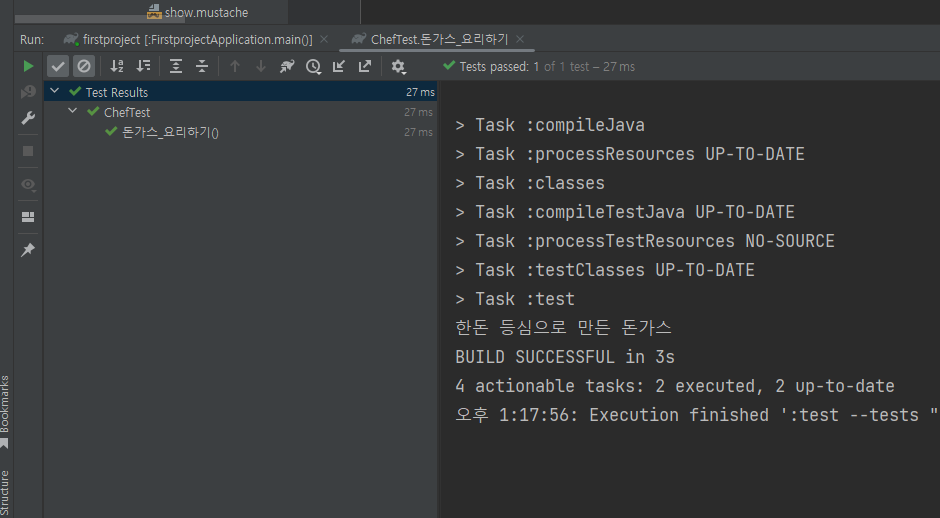 show.mustache
Run: firstproject [:FirstprojectApplication.main()] × ChefTest.돈가스_요리하기 ×
Tests passed: 1 of 1 test – 27 ms
Test Results 27 ms
ChefTest 27 ms
돈가스_요리하기() 27 ms
> Task :compileJava
> Task :processResources UP-TO-DATE
> Task :classes
> Task :compileTestJava UP-TO-DATE
> Task :processTestResources NO-SOURCE
> Task :testClasses UP-TO-DATE
> Task :test
한돈 등심으로 만든 돈가스
BUILD SUCCESSFUL in 3s
4 actionable tasks: 2 executed, 2 up-to-date
오후 1:17:56: Execution finished ':test --tests "
Bookmarks
Structure